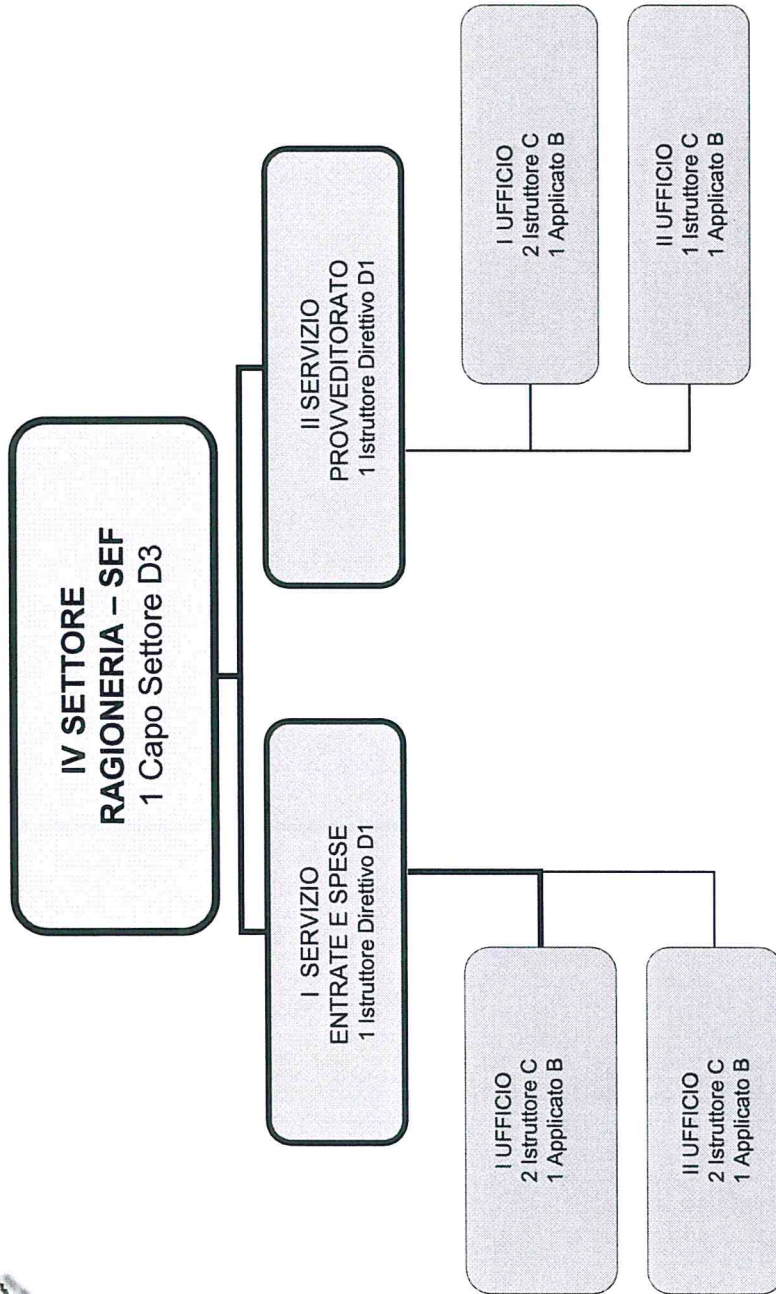 IV SETTORE
RAGIONERIA – SEF
1 Capo Settore D3
I SERVIZIO
ENTRATE E SPESE
1 Istruttore Direttivo D1
I UFFICIO
2 Istruttore C
1 Applicato B
II UFFICIO
2 Istruttore C
1 Applicato B
II SERVIZIO
PROVVEDITORATO
1 Istruttore Direttivo D1
I UFFICIO
2 Istruttore C
1 Applicato B
II UFFICIO
1 Istruttore C
1 Applicato B